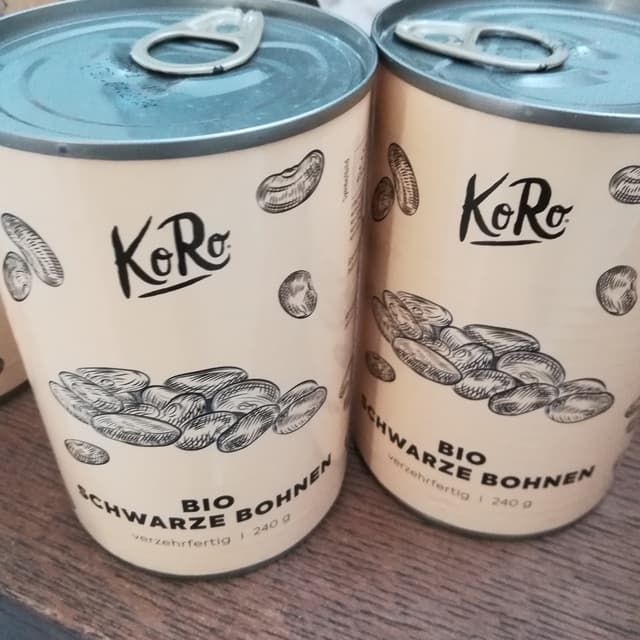 KoRo
BIO
SCHWARZE BOHNEN
verzehrfertig | 240 g
KoRo
BIO
SCHWARZE BOHNEN
verzehrfertig | 240 g